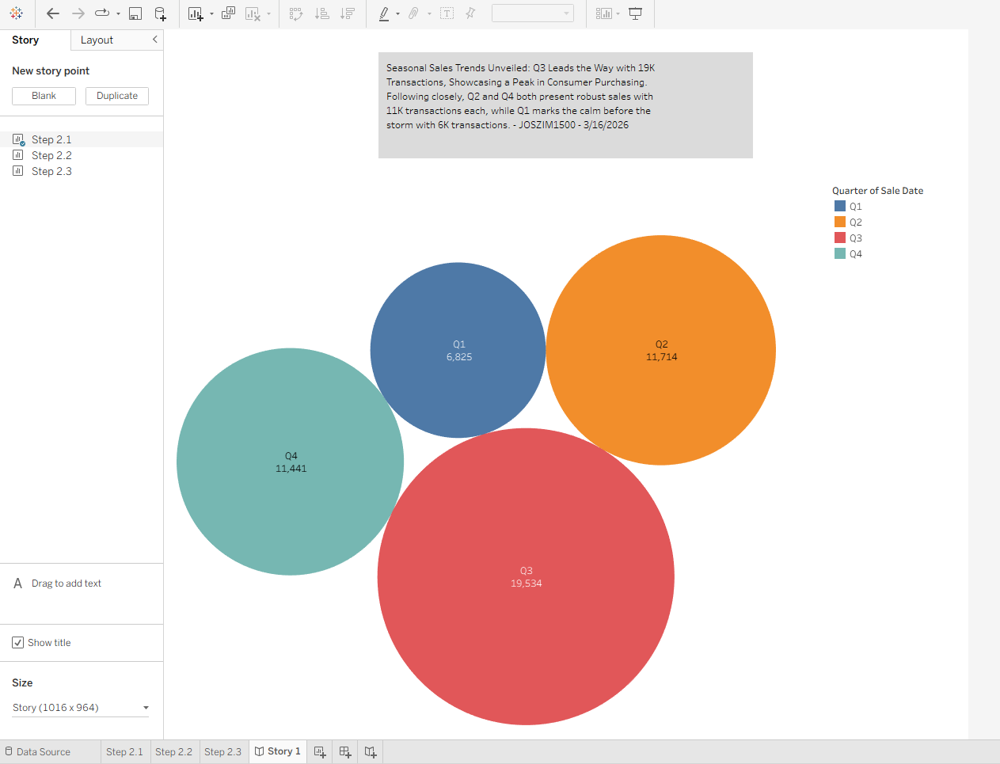 Story
Layout
New story point
Blank
Duplicate
Step 2.1
Step 2.2
Step 2.3
A Drag to add text
Show title
Size
Story (1016 x 964)
Seasonal Sales Trends Unveiled: Q3 Leads the Way with 19K
Transactions, Showcasing a Peak in Consumer Purchasing.
Following closely, Q2 and Q4 both present robust sales with
11K transactions each, while Q1 marks the calm before the
storm with 6K transactions. - JOSZIM1500 - 3/16/2026
Quarter of Sale Date
Q1
Q2
Q3
Q4
Q1
6,825
Q2
11,714
Q4
11,441
Q3
19,534
Data Source
Step 2.1
Step 2.2
Step 2.3
Story 1